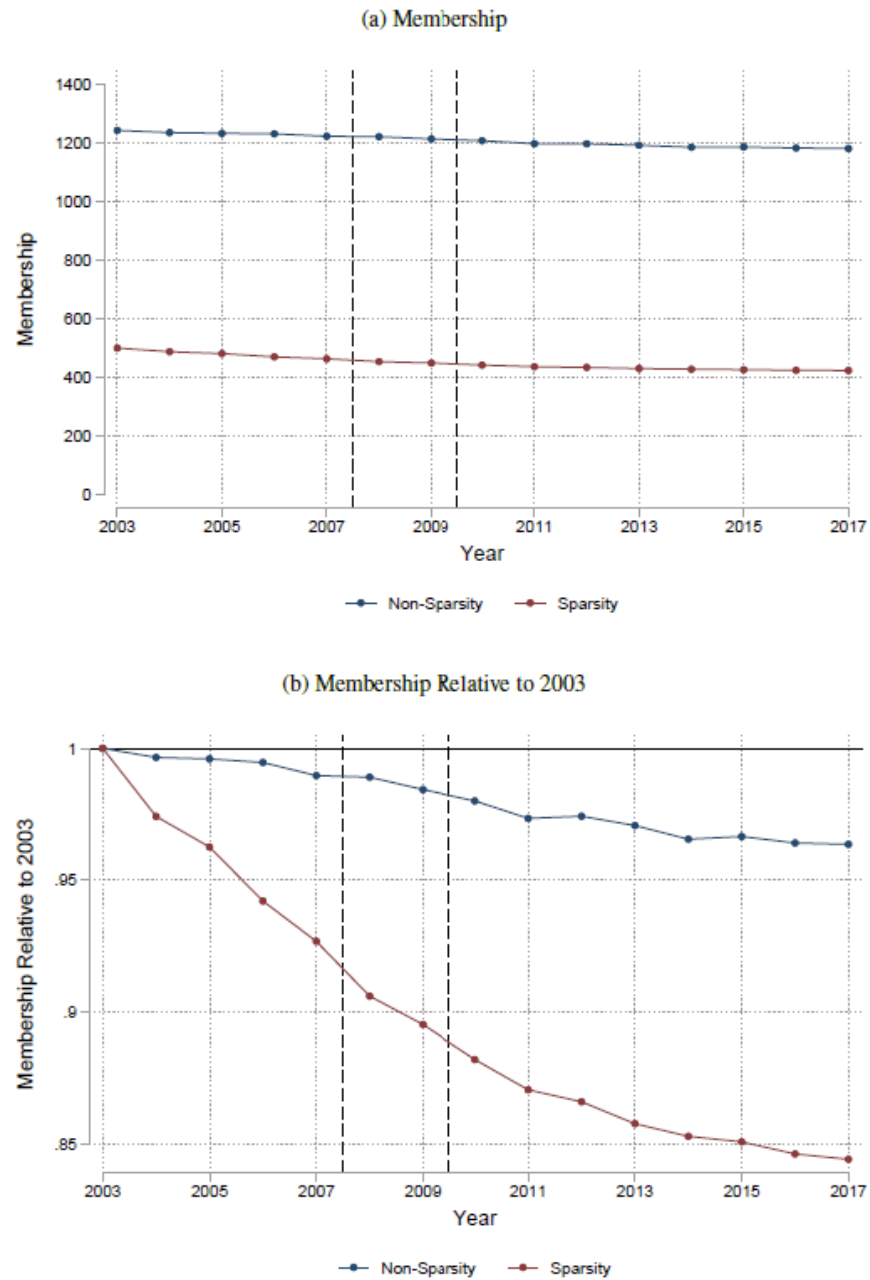 (a) Membership
1400
1200
1000
800
600
400
200
0
Membership
2003 2005 2007 2009 2011 2013 2015 2017
Year
Non-Sparsity Sparsity
(b) Membership Relative to 2003
1
.95
.9
.85
Membership Relative to 2003
2003 2005 2007 2009 2011 2013 2015 2017
Year
Non-Sparsity Sparsity